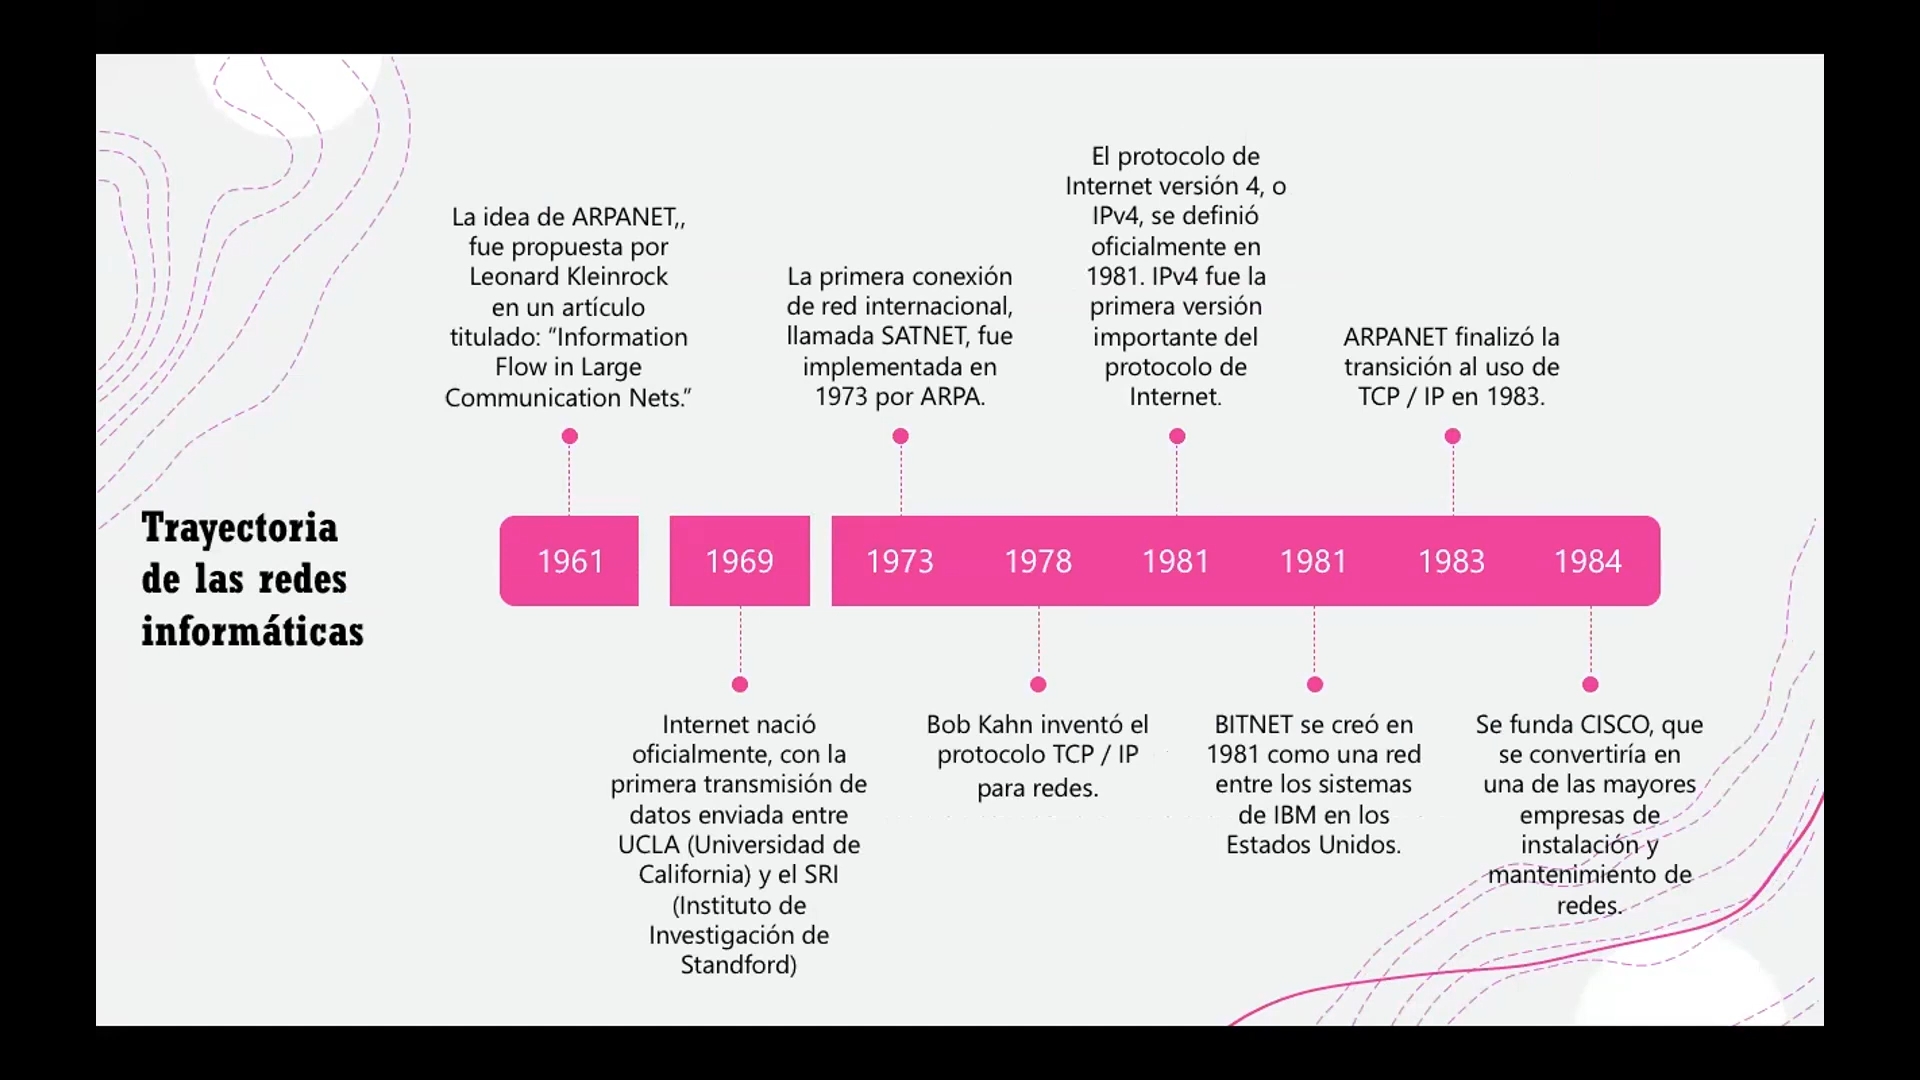 Trayectoria
de las redes
informáticas
La idea de ARPANET,,
fue propuesta por
Leonard Kleinrock
en un artículo
titulado: “Information
Flow in Large
Communication Nets.”
1961
1969
Internet nació
oficialmente, con la
primera transmisión de
datos enviada entre
UCLA (Universidad de
California) y el SRI
(Instituto de
Investigación de
Standford)
La primera conexión
de red internacional,
llamada SATNET, fue
implementada en
1973 por ARPA.
1973
1978
Bob Kahn inventó el
protocolo TCP / IP
para redes.
El protocolo de
Internet versión 4, o
IPv4, se definió
oficialmente en
1981. IPv4 fue la
primera versión
importante del
protocolo de
Internet.
1981
1981
BITNET se creó en
1981 como una red
entre los sistemas
de IBM en los
Estados Unidos.
ARPANET finalizó la
transición al uso de
TCP / IP en 1983.
1983
1984
Se funda CISCO, que
se convertiría en
una de las mayores
empresas de
instalación y
mantenimiento de
redes.